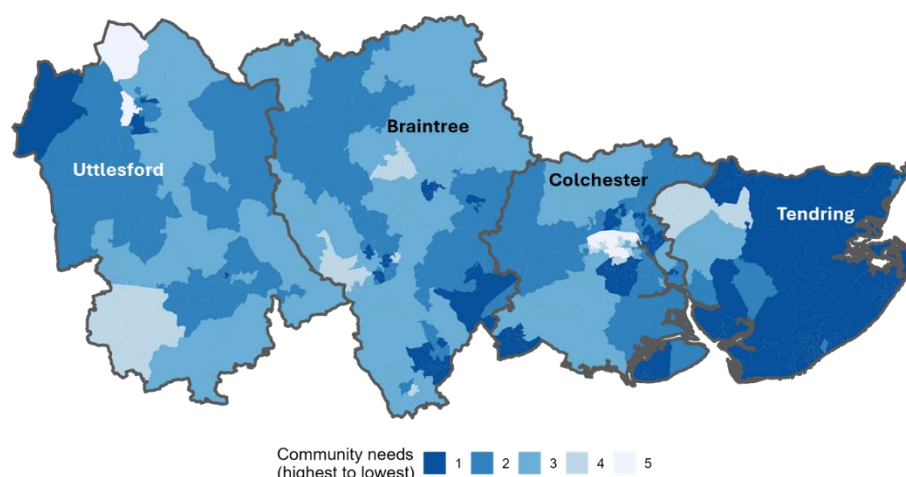 Braintree
Uttlesford
Colchester
Tendring
Community needs
(highest to lowest)
1
2
3
4
5